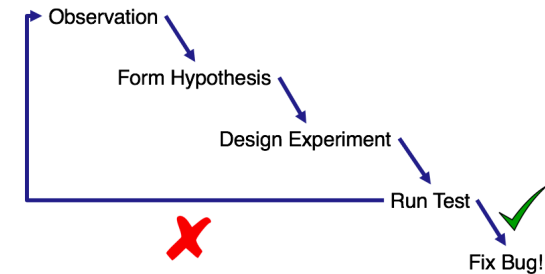 Observation
Form Hypothesis
Design Experiment
Run Test
Fix Bug!